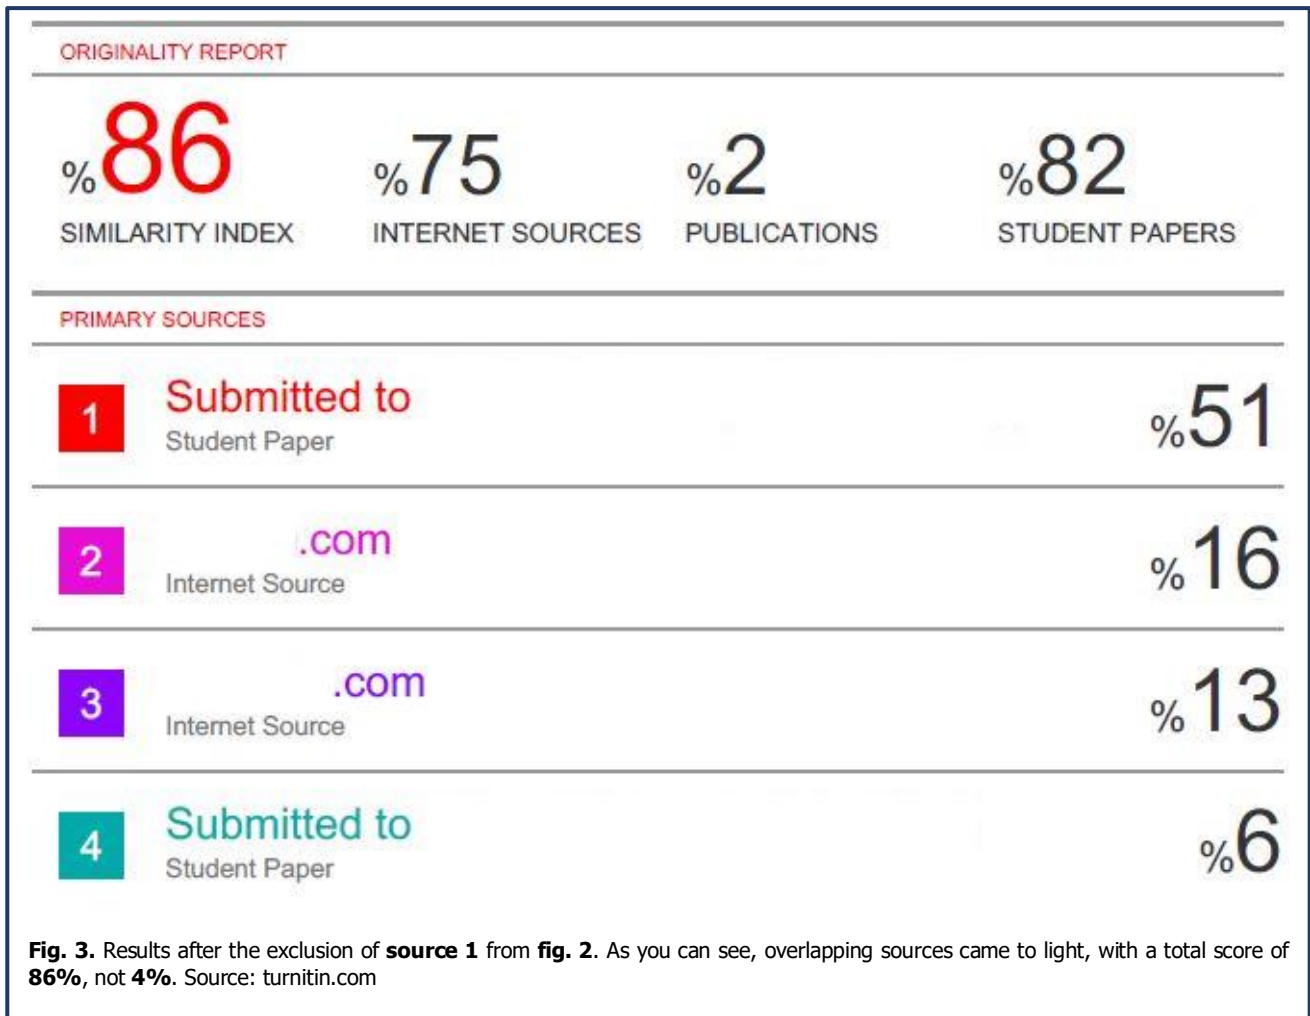 ORIGINALITY REPORT
%86 %75 %2 %82
SIMILARITY INDEX INTERNET SOURCES PUBLICATIONS STUDENT PAPERS
PRIMARY SOURCES
1 Submitted to %51
Student Paper
2 .com %16
Internet Source
3 .com %13
Internet Source
4 Submitted to %6
Student Paper
Fig. 3. Results after the exclusion of source 1 from fig. 2. As you can see, overlapping sources came to light, with a total score of
86%, not 4%. Source: turnitin.com